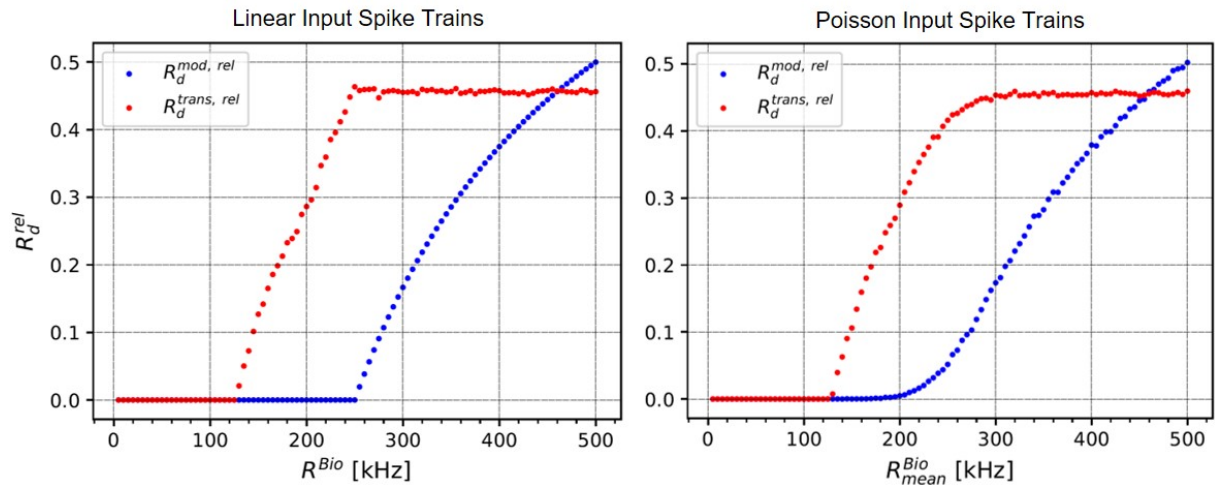 Linear Input Spike Trains
R_d^{mod, rel}
R_d^{trans, rel}
0.5
0.4
0.3
0.2
0.1
0.0
R_d^{rel}
0 100 200 300 400 500
R^{Bio} [kHz]
Poisson Input Spike Trains
R_d^{mod, rel}
R_d^{trans, rel}
0.5
0.4
0.3
0.2
0.1
0.0
0 100 200 300 400 500
R_{mean}^{Bio} [kHz]